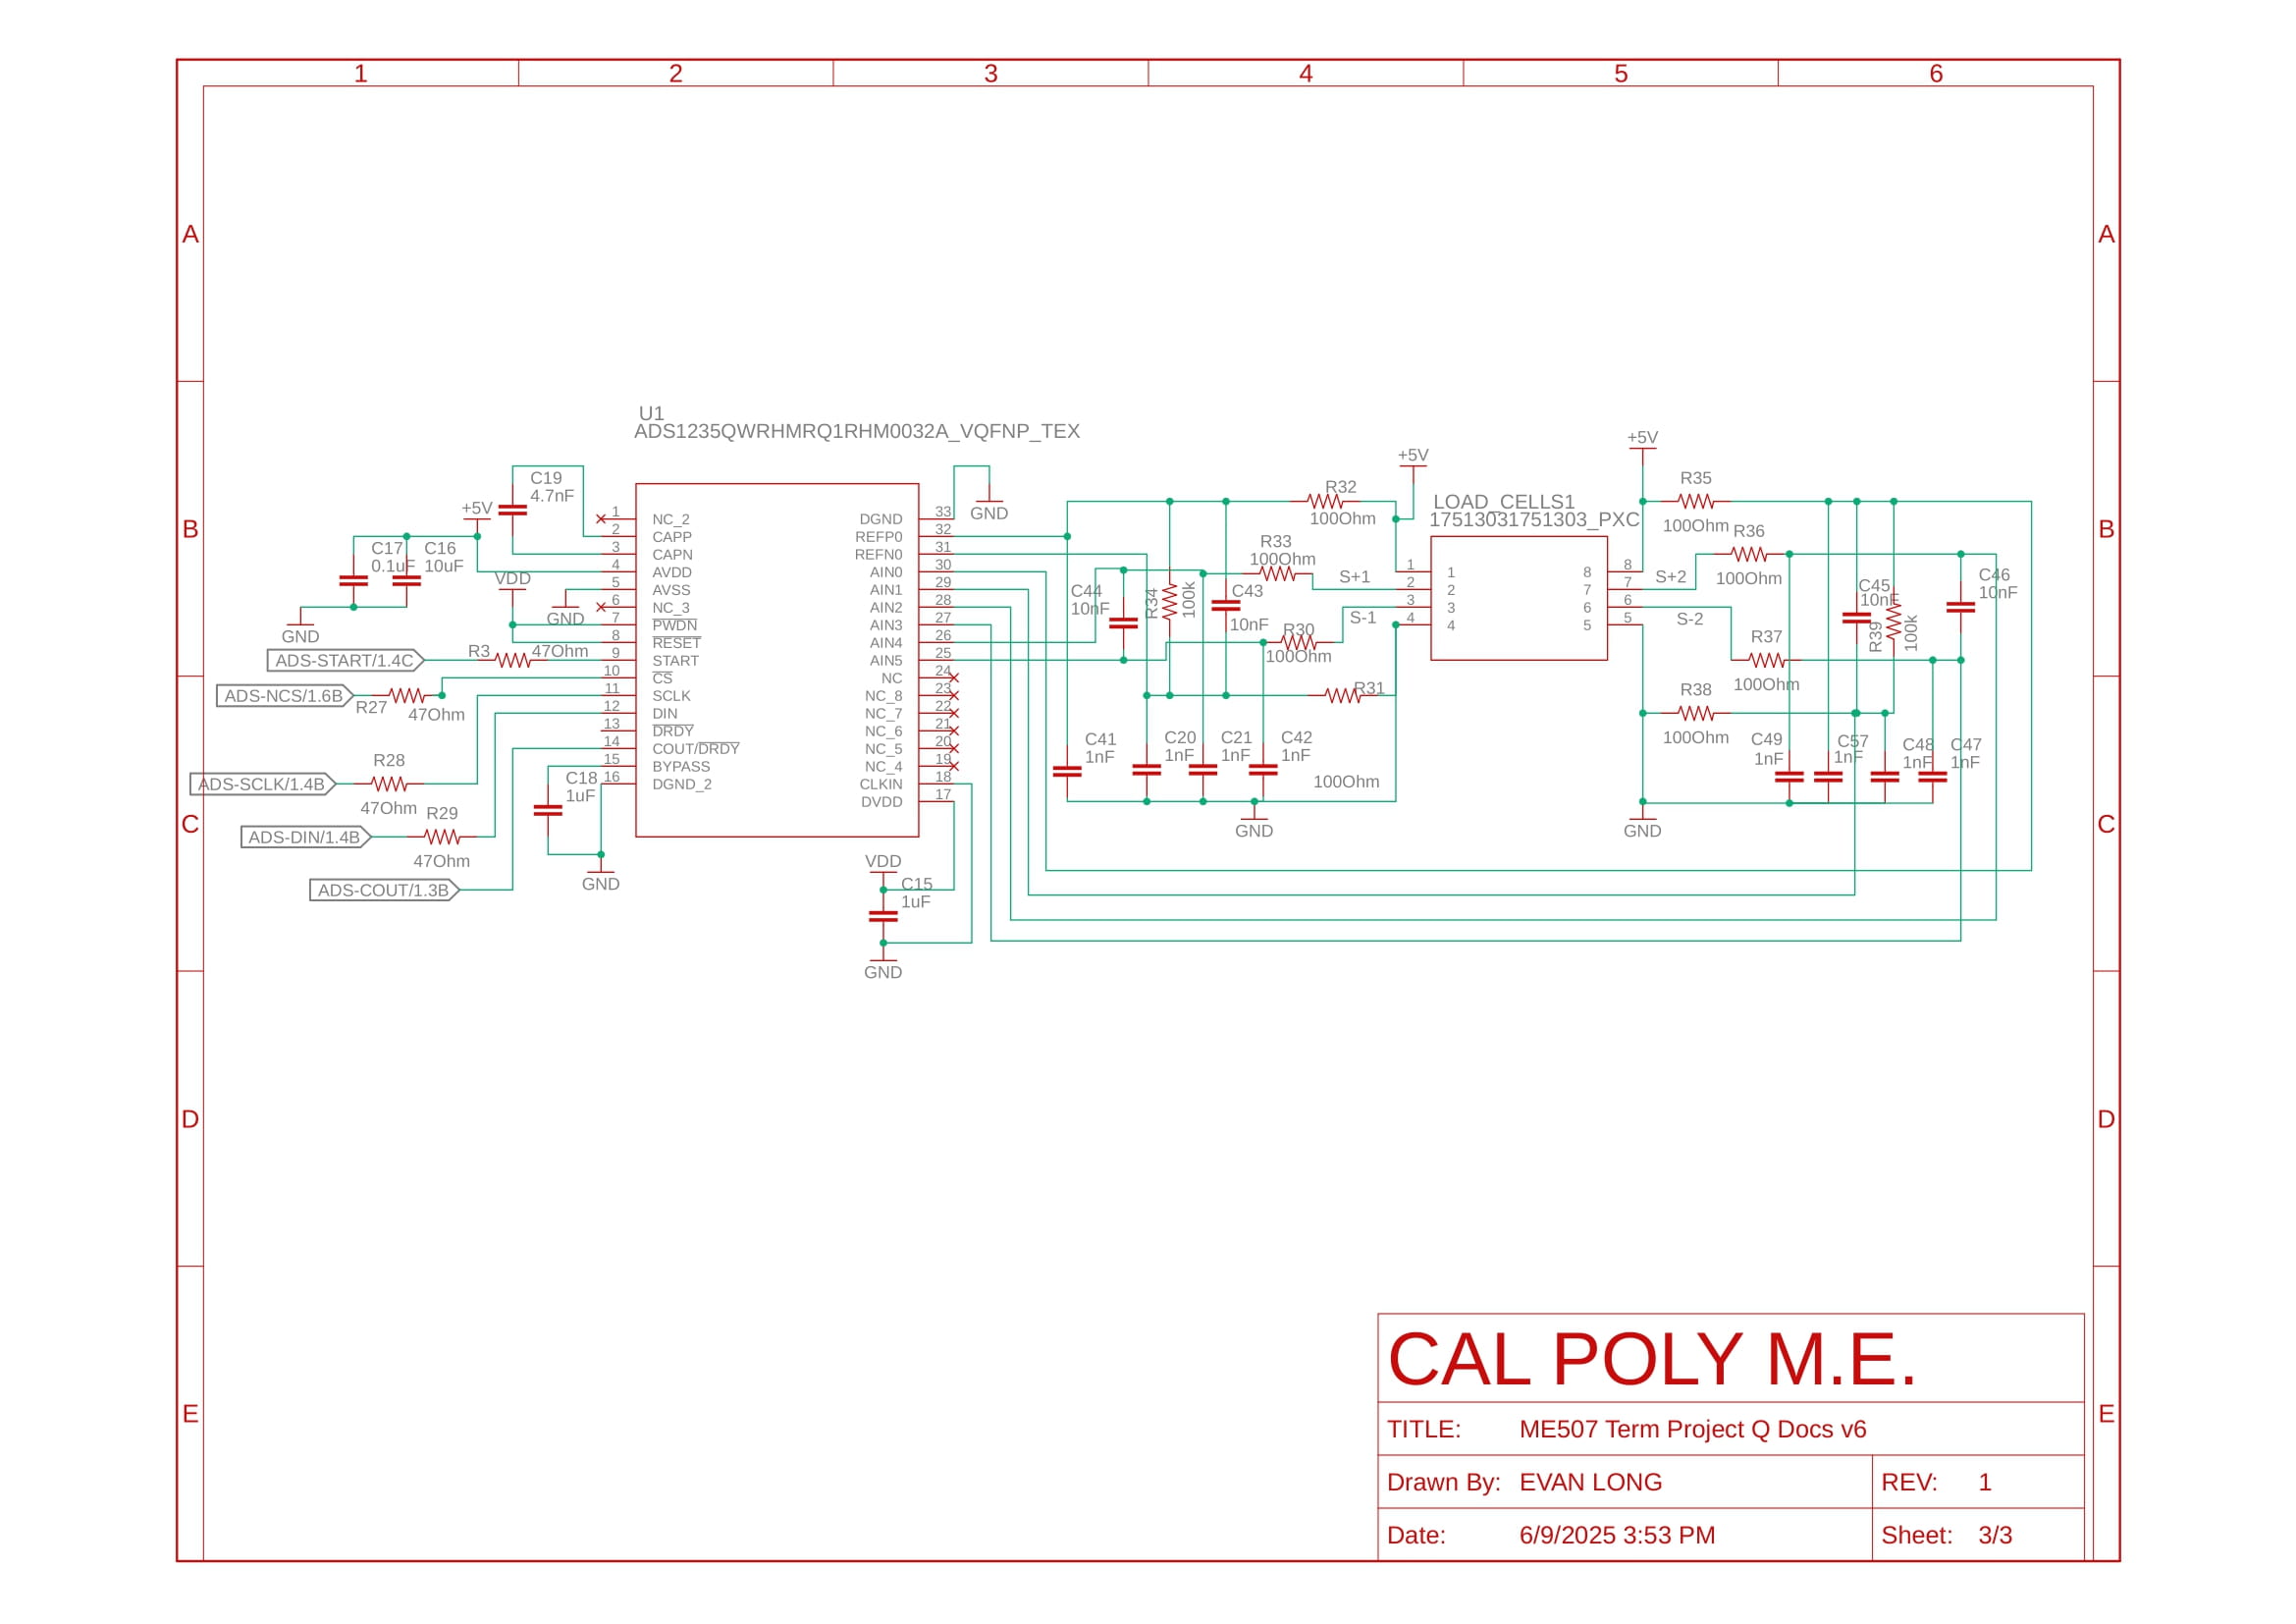 1 2 3 4 5 6
A A
B B
C C
D D
E E
U1
ADS1235QWRHMRQ1RHM0032A_VQFNP_TEX
C19
4.7nF
+5V
C17
0.1uF
C16
10uF
GND
VDD
GND
ADS-START/1.4C
R3
47Ohm
ADS-NCS/1.6B
R27
47Ohm
R28
ADS-SCLK/1.4B
47Ohm
R29
ADS-DIN/1.4B
47Ohm
ADS-COUT/1.3B
C18
1uF
GND
1 NC_2
2 CAPP
3 CAPN
4 AVDD
5 AVSS
6 NC_3
7 PWDN
8 RESET
9 START
10 CS
11 SCLK
12 DIN
13 DRDY
14 COUT/DRDY
15 BYPASS
16 DGND_2
DGND 33
REFP0 32
REFN0 31
AIN0 30
AIN1 29
AIN2 28
AIN3 27
AIN4 26
AIN5 25
NC 24
NC_8 23
NC_7 22
NC_6 21
NC_5 20
NC_4 19
CLKIN 18
DVDD 17
GND
VDD
C15
1uF
GND
C44
10nF
R34
100k
C43
10nF
R32
100Ohm
R33
100Ohm
R30
100Ohm
R31
100Ohm
S+1
S-1
+5V
C41
1nF
C20
1nF
C21
1nF
C42
1nF
GND
LOAD_CELLS1
17513031751303_PXC
1 1
2 2
3 3
4 4
8 8
7 7
6 6
5 5
+5V
R35
100Ohm
R36
100Ohm
S+2
S-2
R37
100Ohm
R38
100Ohm
C45
10nF
R39
100k
C46
10nF
C49
1nF
C57
1nF
C48
1nF
C47
1nF
GND
CAL POLY M.E.
TITLE: ME507 Term Project Q Docs v6
Drawn By: EVAN LONG REV: 1
Date: 6/9/2025 3:53 PM Sheet: 3/3